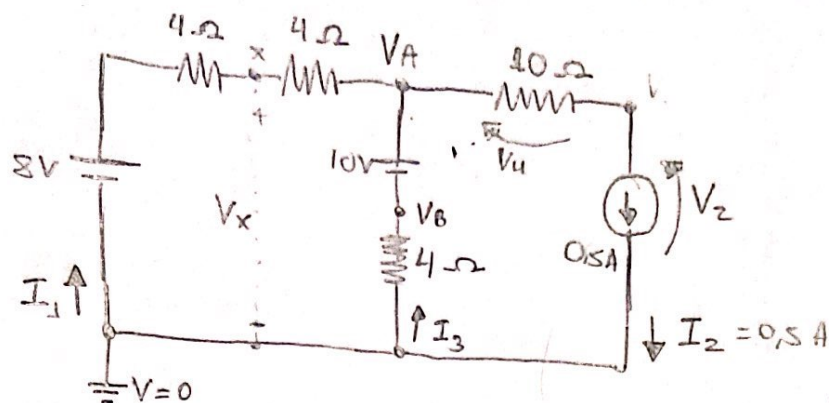 4Ω
x
4Ω
VA
10Ω
+
8V
10V
V4
VB
Vx
4Ω
0,5A
V2
I1
I3
I2 = 0,5 A
-
V=0